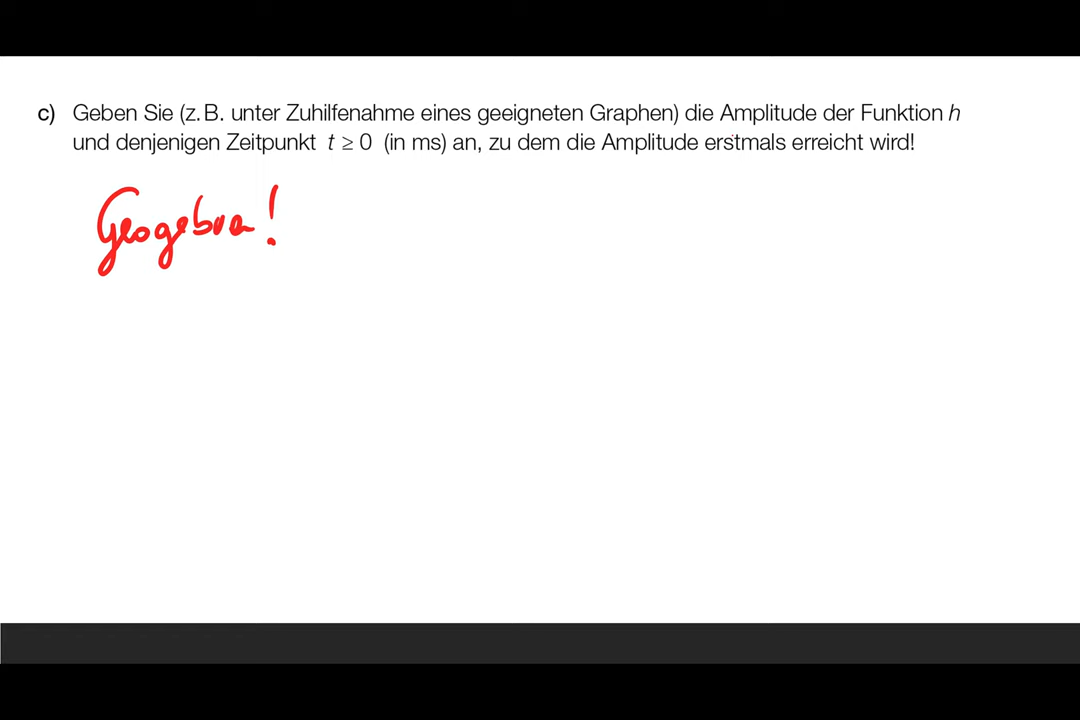 c) Geben Sie (z. B. unter Zuhilfenahme eines geeigneten Graphen) die Amplitude der Funktion h
und denjenigen Zeitpunkt t ≥ 0 (in ms) an, zu dem die Amplitude erstmals erreicht wird!
Geogebra!